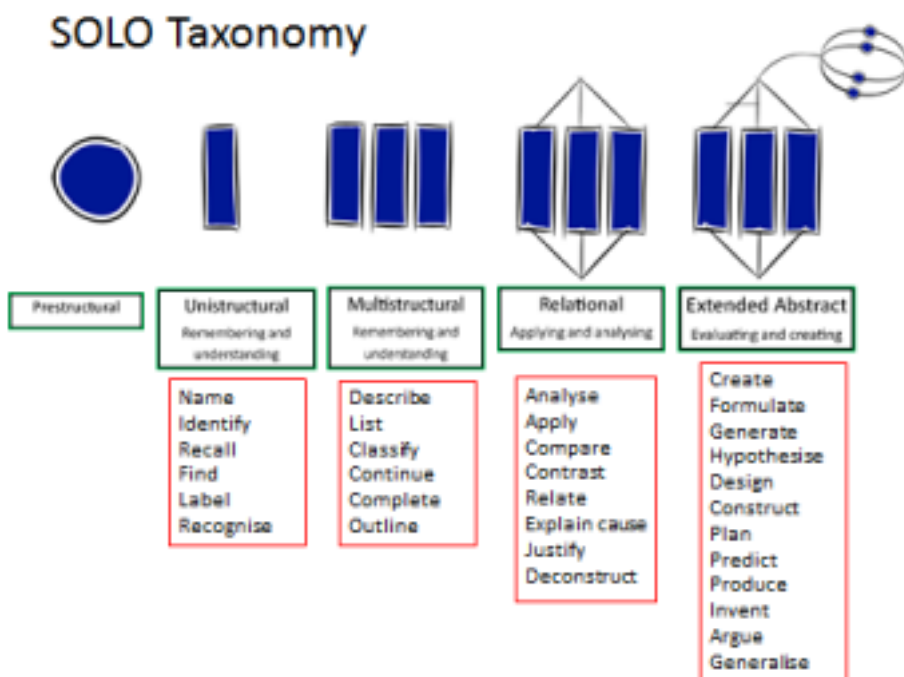 SOLO Taxonomy
Prestructural
Unistructural
Remembering and
understanding
Multistructural
Remembering and
understanding
Relational
Applying and analysing
Extended Abstract
Evaluating and creating
Name
Identify
Recall
Find
Label
Recognise
Describe
List
Classify
Continue
Complete
Outline
Analyse
Apply
Compare
Contrast
Relate
Explain cause
Justify
Deconstruct
Create
Formulate
Generate
Hypothesise
Design
Construct
Plan
Predict
Produce
Invent
Argue
Generalise